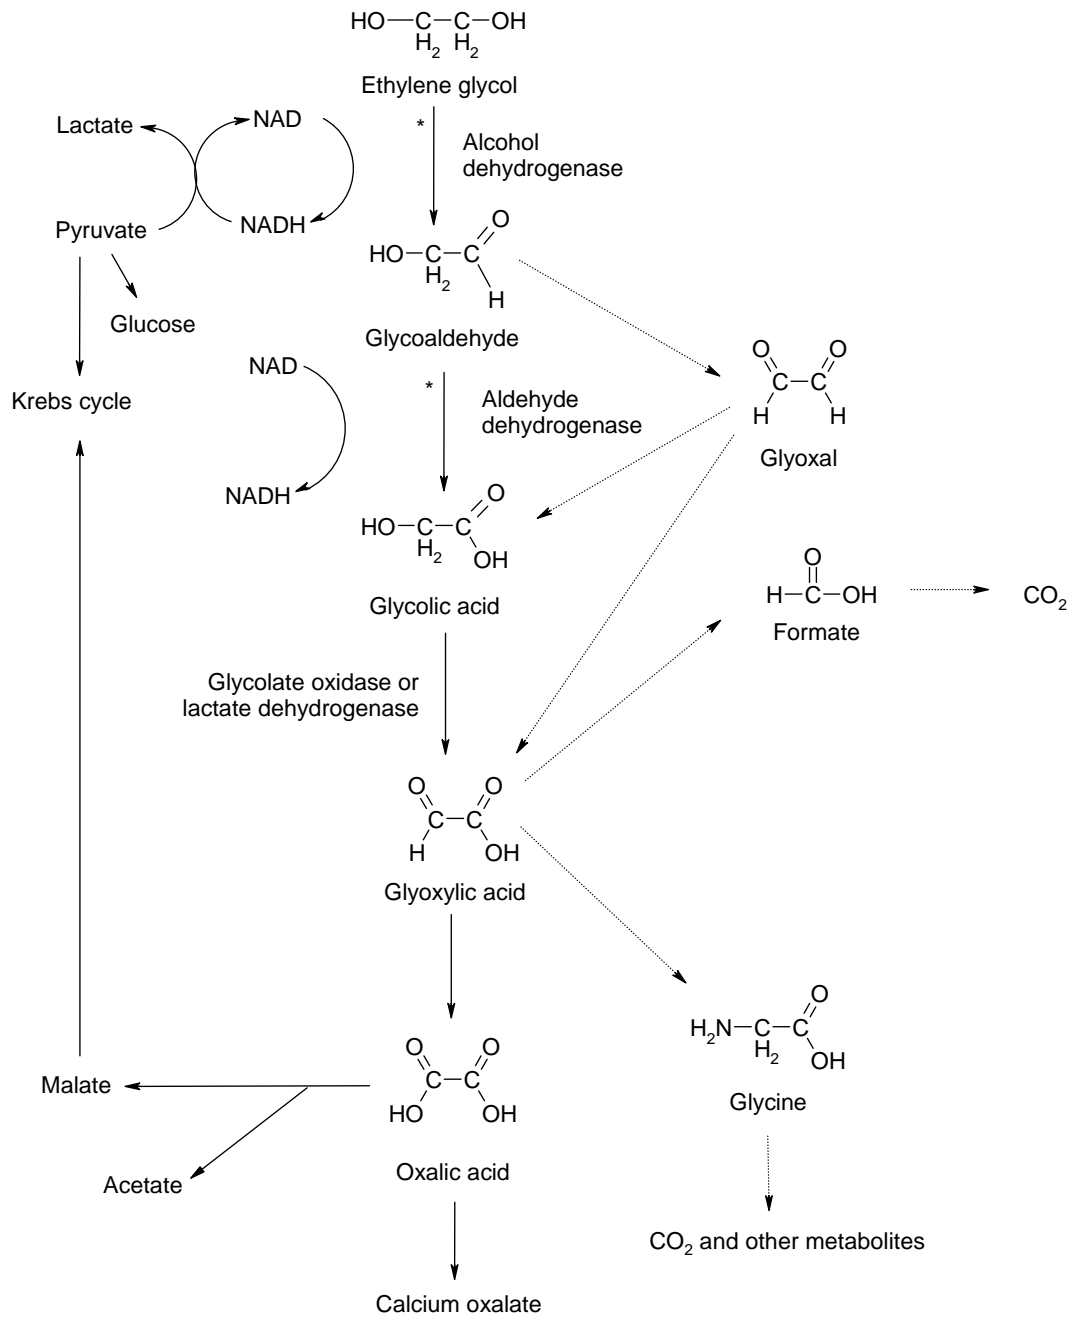 HO—C—C—OH
H2 H2
Ethylene glycol
*
Alcohol
dehydrogenase
Lactate
NAD
NADH
Pyruvate
Glucose
Krebs cycle
O
HO—C—C
H2
H
Glycoaldehyde
NAD
NADH
*
Aldehyde
dehydrogenase
O O
C—C
H H
Glyoxal
O
HO—C—C
H2
OH
Glycolic acid
O
H—C—OH
Formate
CO2
Glycolate oxidase or
lactate dehydrogenase
O O
C—C
H OH
Glyoxylic acid
O
H2N—C—C
H2
OH
Glycine
CO2 and other metabolites
O O
C—C
HO OH
Oxalic acid
Malate
Acetate
Calcium oxalate